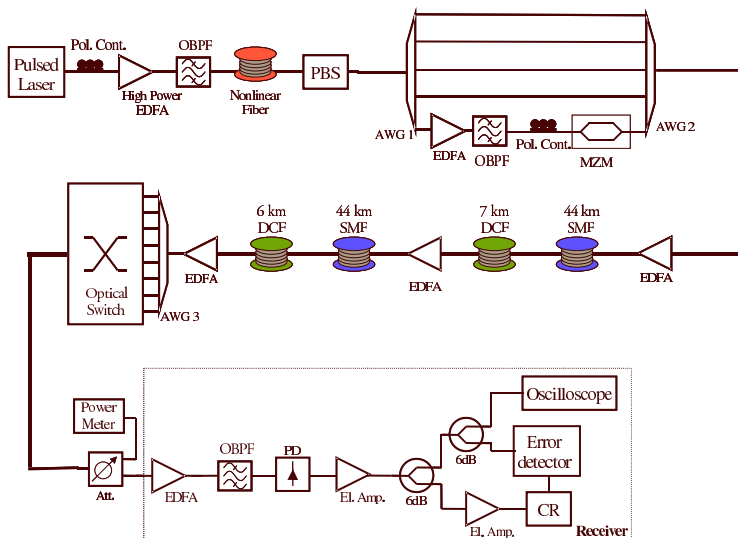 Pol. Cont.
OBPF
Pulsed
Laser
High Power
EDFA
Nonlinear
Fiber
PBS
AWG 1
EDFA
OBPF
Pol. Cont.
MZM
AWG 2
6 km
DCF
44 km
SMF
7 km
DCF
44 km
SMF
Optical
Switch
AWG 3
EDFA
EDFA
EDFA
Power
Meter
Att.
EDFA
OBPF
PD
El. Amp.
6dB
6dB
Oscilloscope
Error
detector
El. Amp.
CR
Receiver